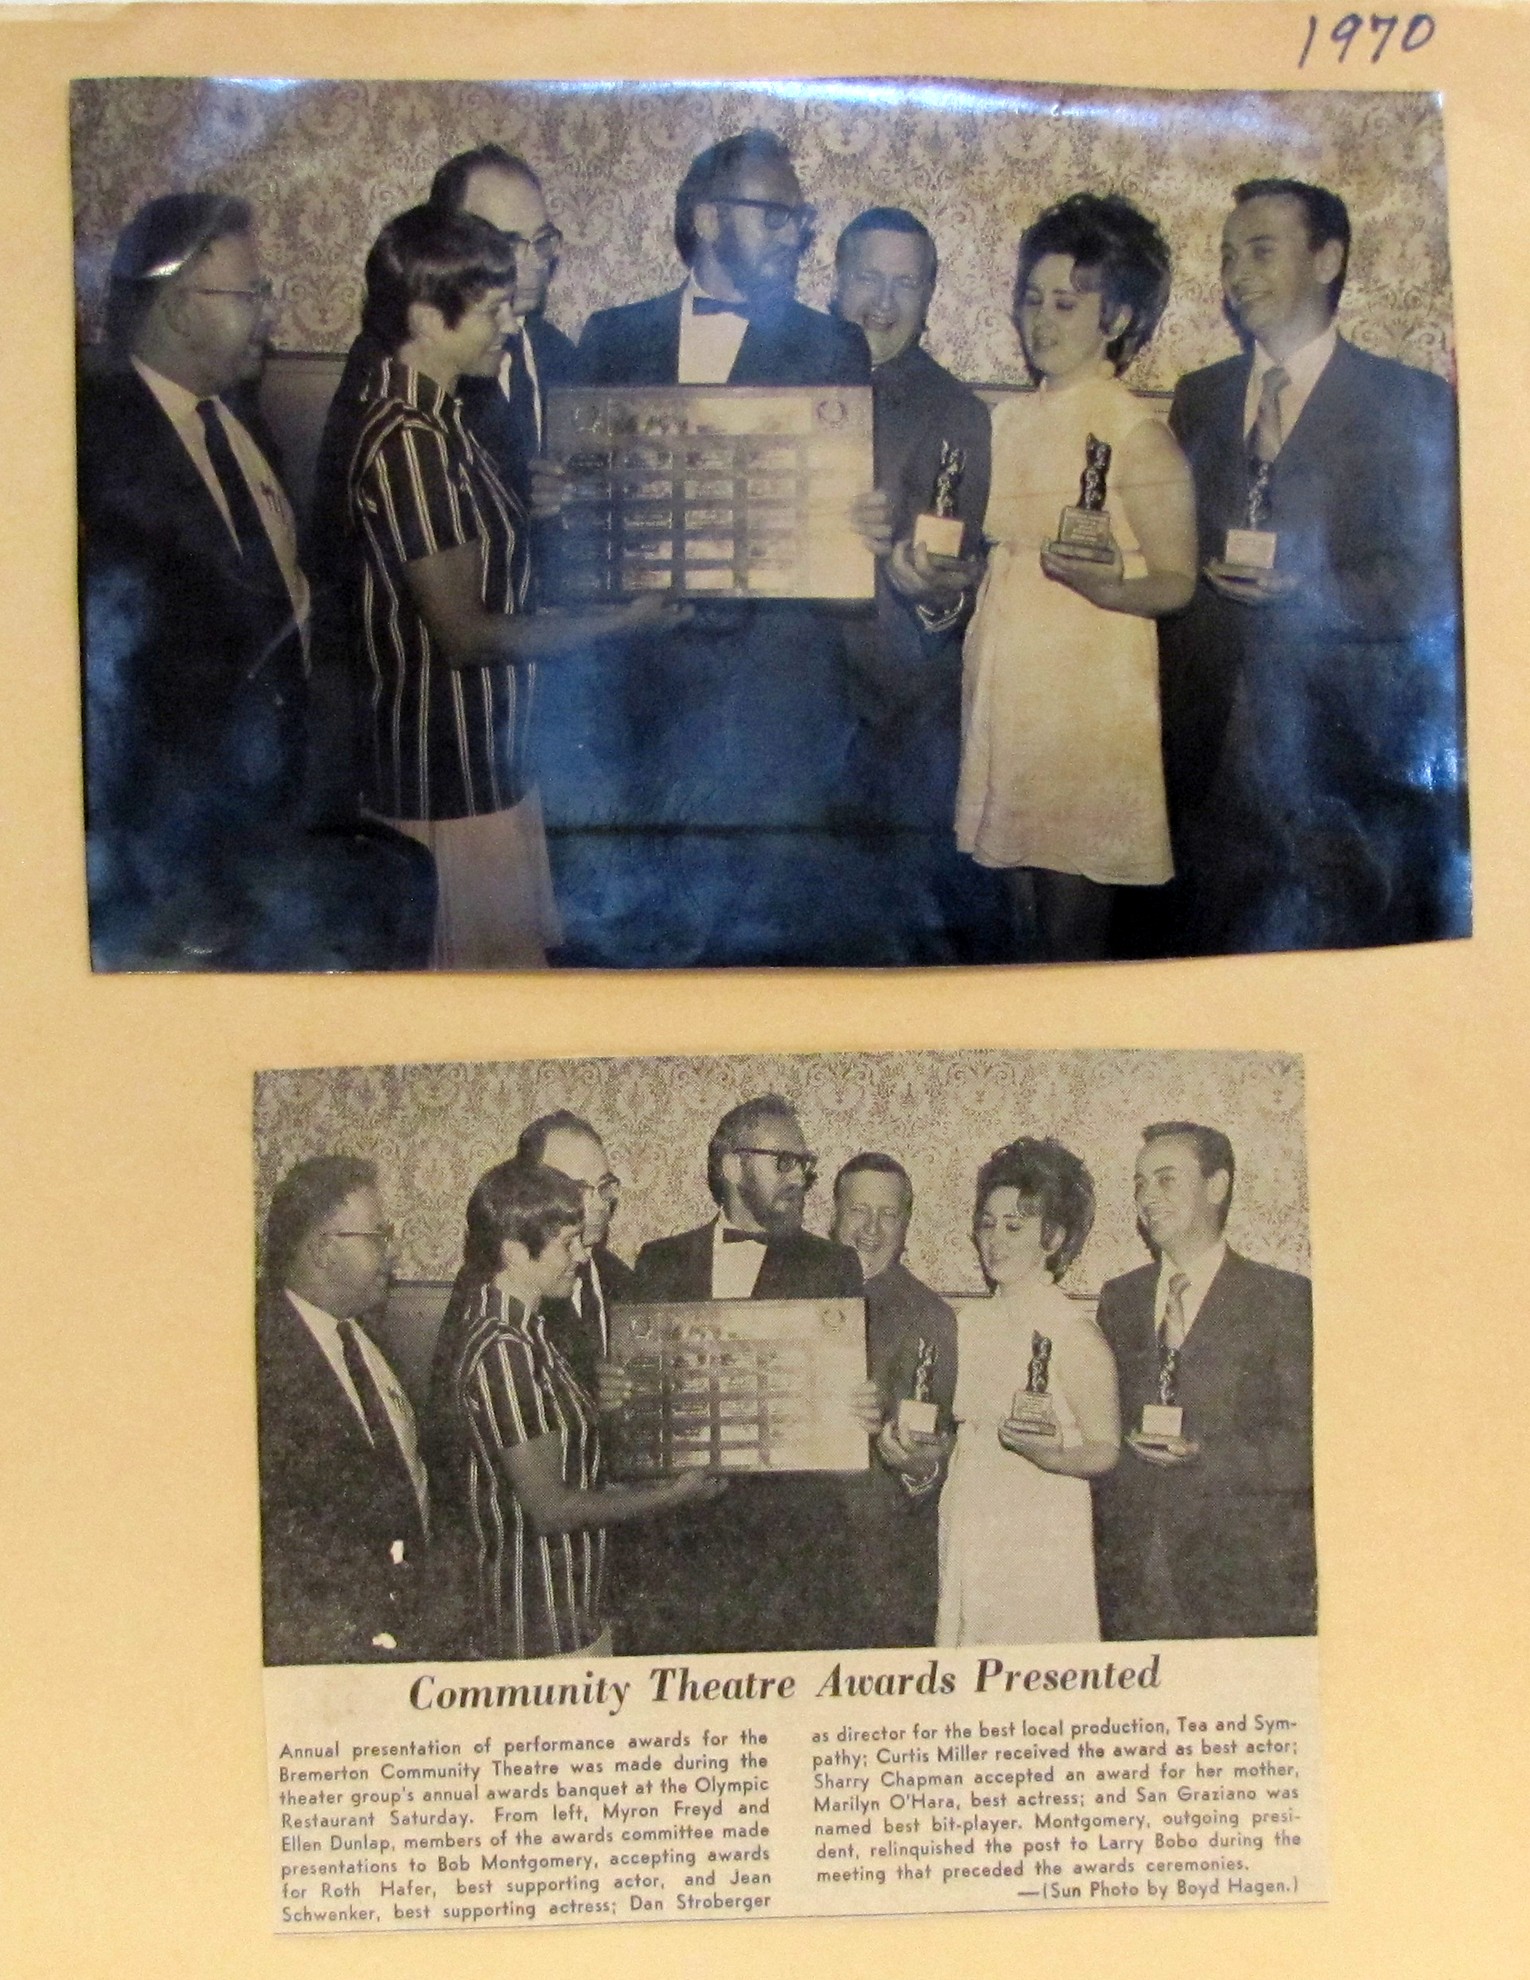 1970
Community Theatre Awards Presented
Annual presentation of performance awards for the
Bremerton Community Theatre was made during the
theater group's annual awards banquet at the Olympic
Restaurant Saturday. From left, Myron Freyd and
Ellen Dunlap, members of the awards committee made
presentations to Bob Montgomery, accepting awards
for Roth Hafer, best supporting actor, and Jean
Schwenker, best supporting actress; Dan Stroberger
as director for the best local production, Tea and Sym-
pathy; Curtis Miller received the award as best actor;
Sharry Chapman accepted an award for her mother,
Marilyn O'Hara, best actress; and San Graziano was
named best bit-player. Montgomery, outgoing presi-
dent, relinquished the post to Larry Bobo during the
meeting that preceded the awards ceremonies.
—(Sun Photo by Boyd Hagen.)